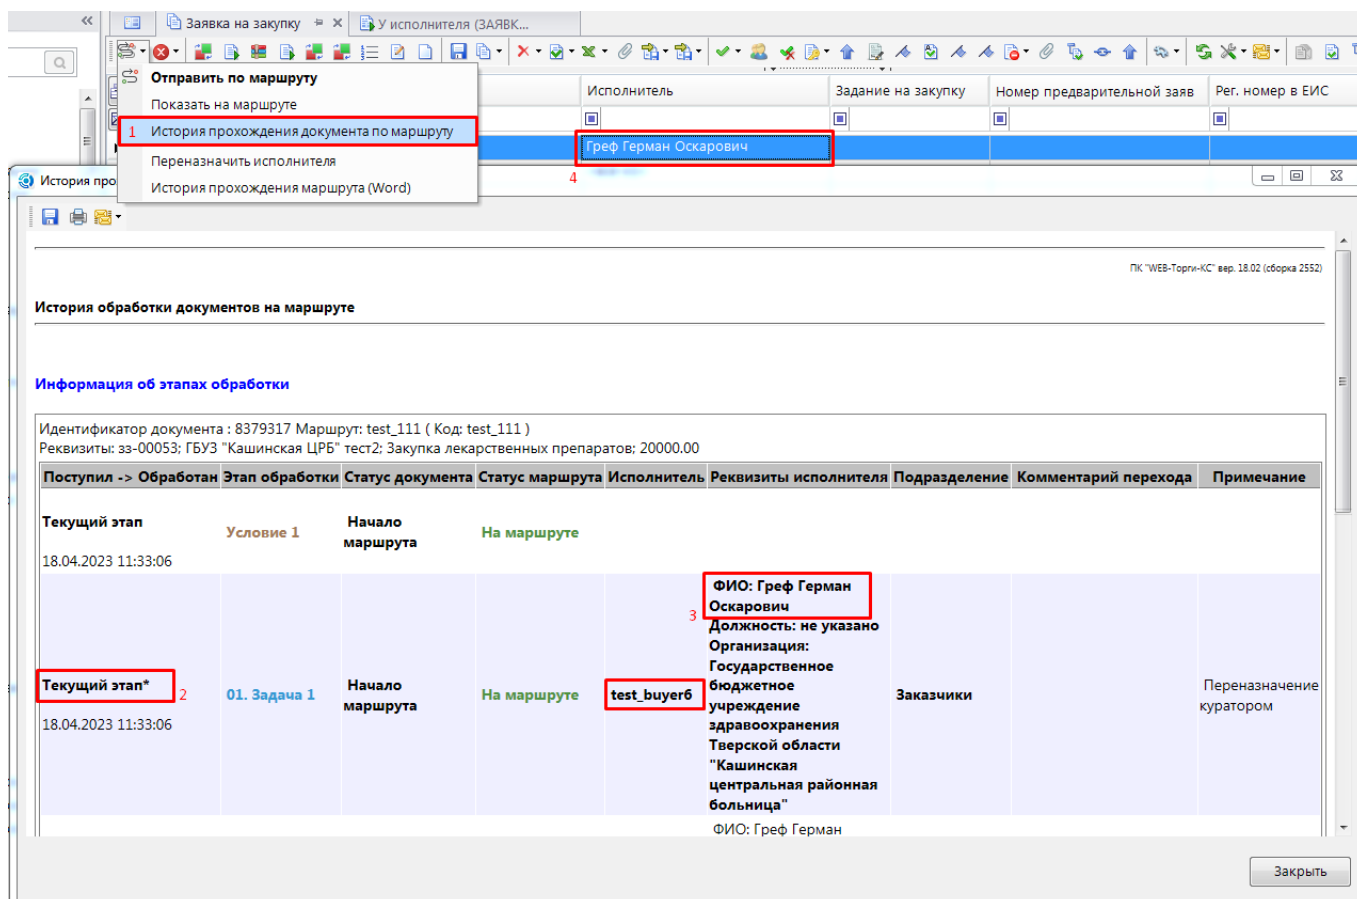 Заявка на закупку
У исполнителя (ЗАЯВК...
Отправить по маршруту
Показать на маршруте
1 История прохождения документа по маршруту
Переназначить исполнителя
История прохождения маршрута (Word)
Исполнитель
Задание на закупку
Номер предварительной заяв
Рег. номер в ЕИС
Греф Герман Оскарович
4
История про
ПК "WEB-Торги-КС" вер. 18.02 (сборка 2552)
История обработки документов на маршруте
Информация об этапах обработки
Идентификатор документа : 8379317 Маршрут: test_111 ( Код: test_111 )
Реквизиты: зз-00053; ГБУЗ "Кашинская ЦРБ" тест2; Закупка лекарственных препаратов; 20000.00
Поступил -> Обработан Этап обработки Статус документа Статус маршрута Исполнитель Реквизиты исполнителя Подразделение Комментарий перехода Примечание
Текущий этап
18.04.2023 11:33:06
Условие 1
Начало
маршрута
На маршруте
Текущий этап*
2
18.04.2023 11:33:06
01. Задача 1
Начало
маршрута
На маршруте
test_buyer6
3
ФИО: Греф Герман
Оскарович
Должность: не указано
Организация:
Государственное
бюджетное
учреждение
здравоохранения
Тверской области
"Кашинская
центральная районная
больница"
Заказчики
Переназначение
куратором
ФИО: Греф Герман
Закрыть